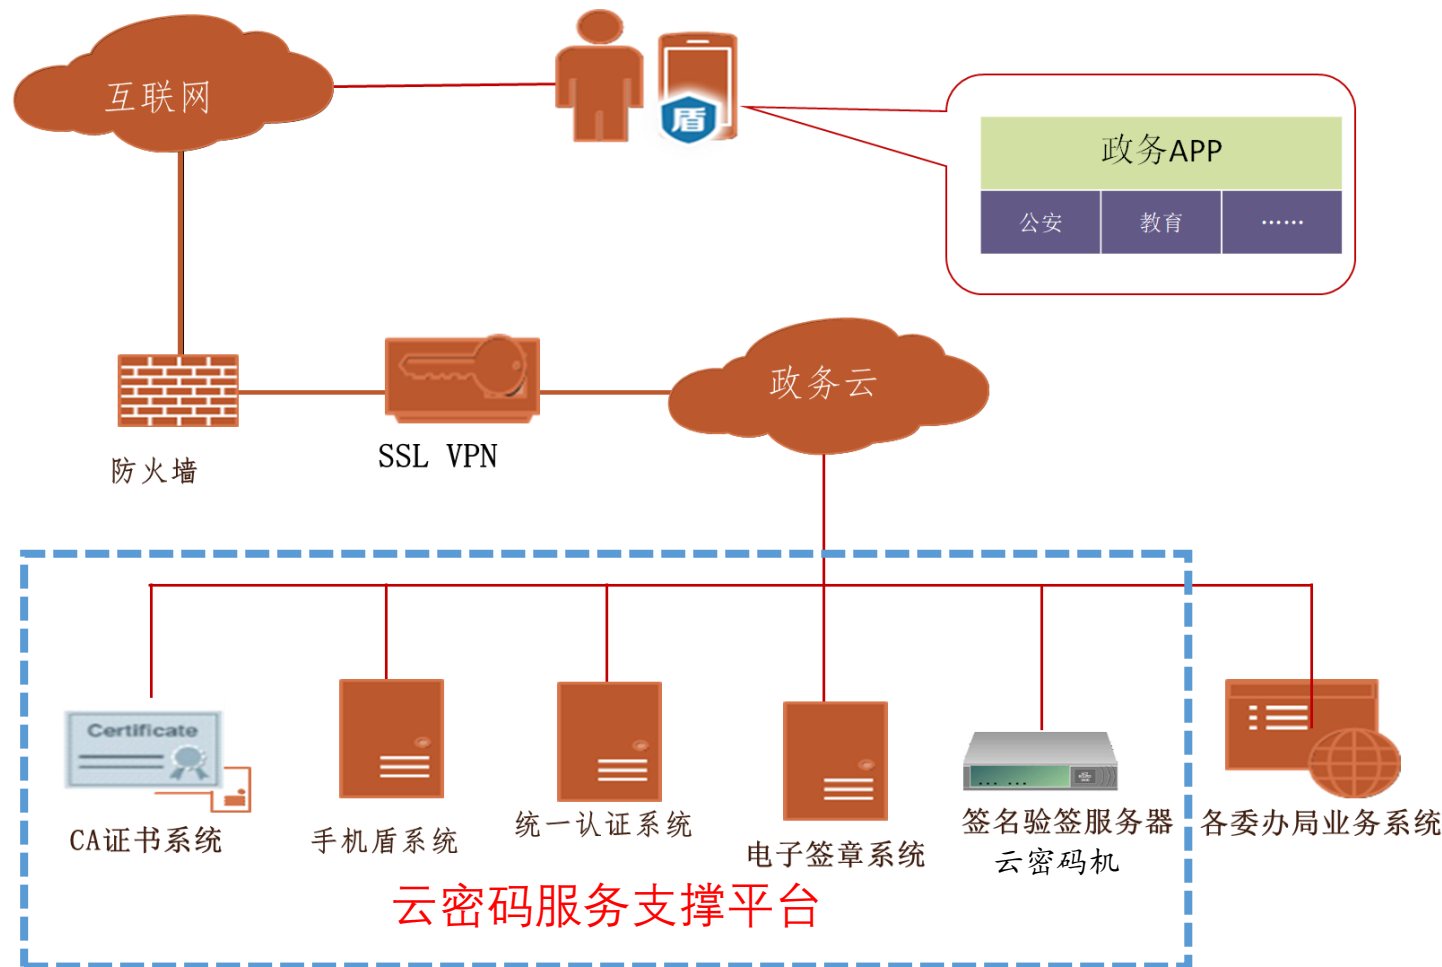 互联网
盾
政务APP
公安
教育
……
政务云
防火墙
SSL VPN
Certificate
CA证书系统
手机盾系统
统一认证系统
电子签章系统
签名验签服务器
云密码机
各委办局业务系统
云密码服务支撑平台